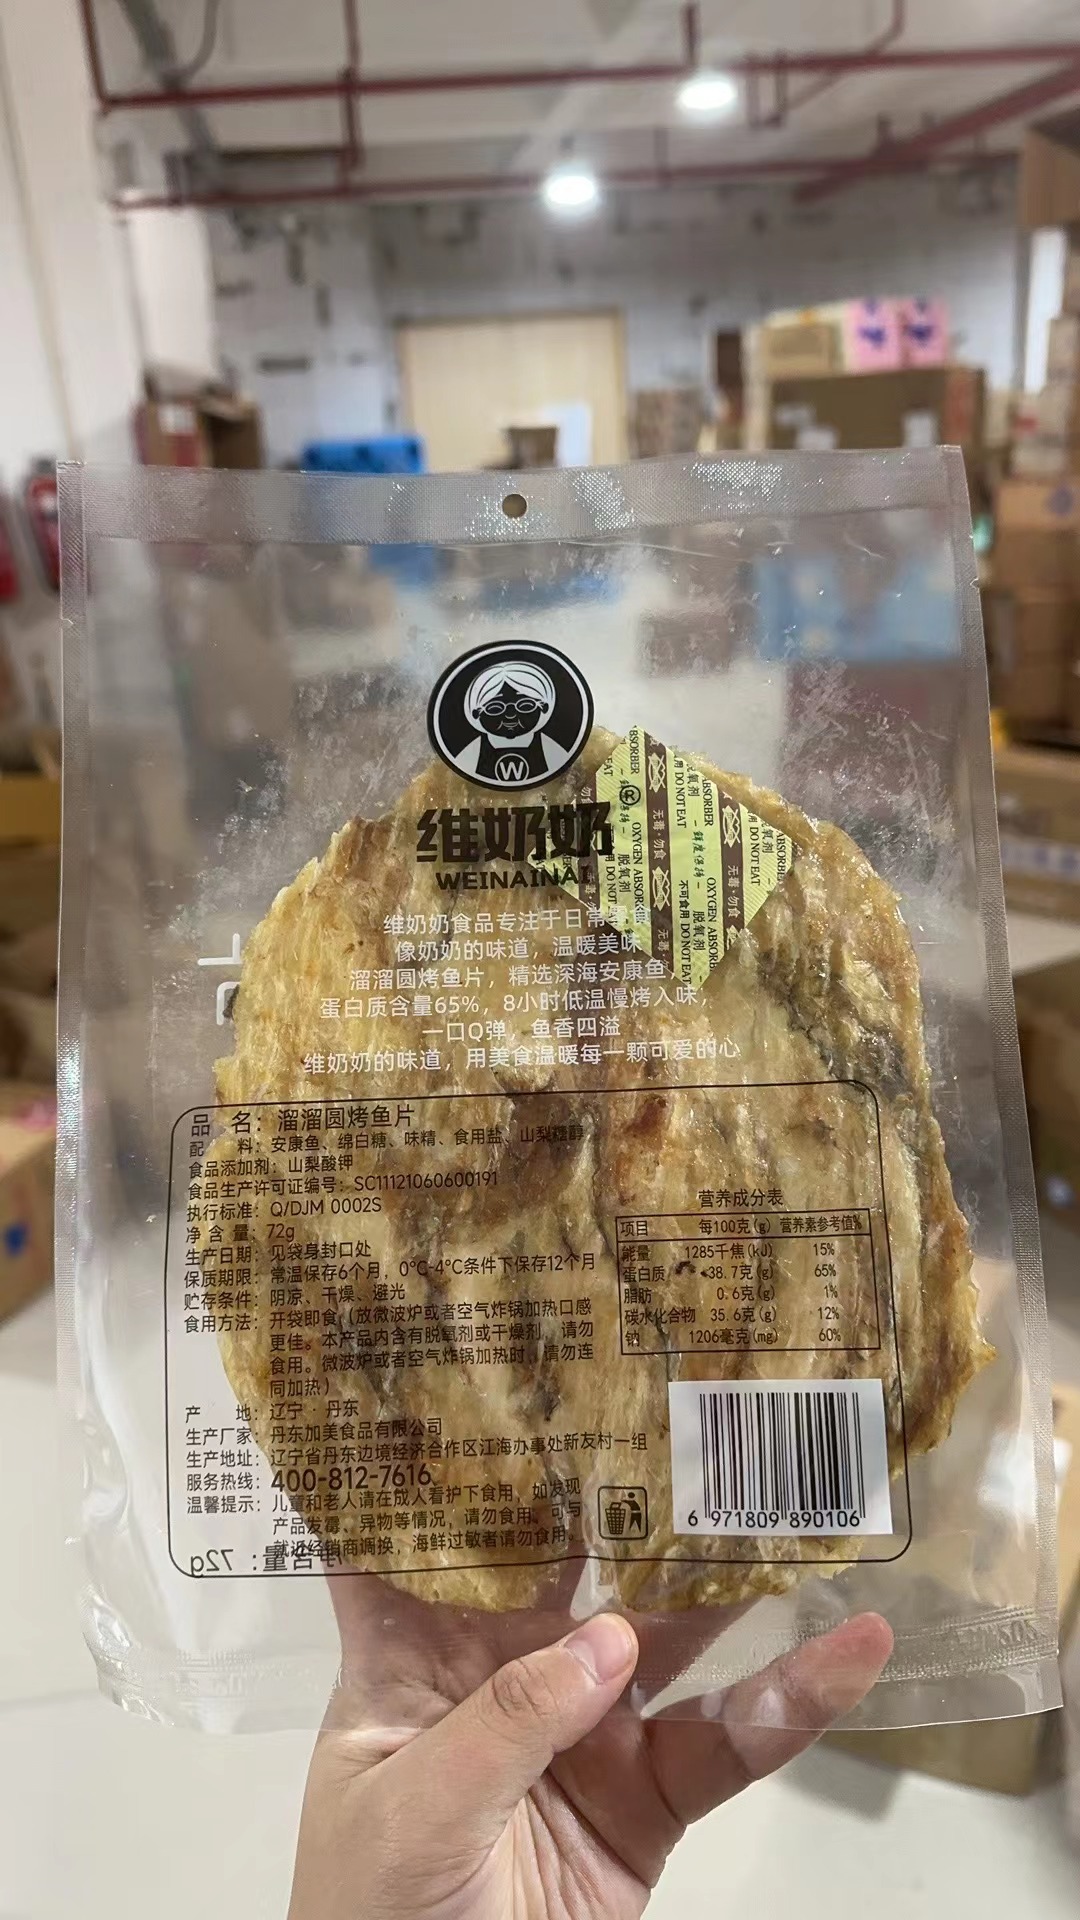 W
维奶奶
WEINAINAI
维奶奶食品专注于日常零食
像奶奶的味道，温暖美味
溜溜圆烤鱼片，精选深海安康鱼，
蛋白质含量65%，8小时低温慢烤入味，
一口Q弹，鱼香四溢
维奶奶的味道，用美食温暖每一颗可爱的心
OXYGEN ABSORBER
脱氧剂
不可食用 DO NOT EAT
无毒·勿食
品 名：溜溜圆烤鱼片
配 料：安康鱼、绵白糖、味精、食用盐、山梨糖醇
食品添加剂：山梨酸钾
食品生产许可证编号：SC11121060600191
执行标准：Q/DJM 0002S
净 含 量：72g
生产日期：见袋身封口处
保质期限：常温保存6个月，0°C-4°C条件下保存12个月
贮存条件：阴凉、干燥、避光
食用方法：开袋即食（放微波炉或者空气炸锅加热口感
更佳。本产品内含有脱氧剂或干燥剂，请勿
食用。微波炉或者空气炸锅加热时，请勿连
同加热）
产 地：辽宁·丹东
生产厂家：丹东加美食品有限公司
生产地址：辽宁省丹东边境经济合作区江海办事处新友村一组
服务热线：400-812-7616
温馨提示：儿童和老人请在成人看护下食用，如发现
产品发霉、异物等情况，请勿食用。可与
就近经销商调换，海鲜过敏者请勿食用。
净含量：72g
营养成分表
项目 每100克(g) 营养素参考值%
能量 1285千焦(kJ) 15%
蛋白质 38.7克(g) 65%
脂肪 0.6克(g) 1%
碳水化合物 35.6克(g) 12%
钠 1206毫克(mg) 60%
6 971809 890106